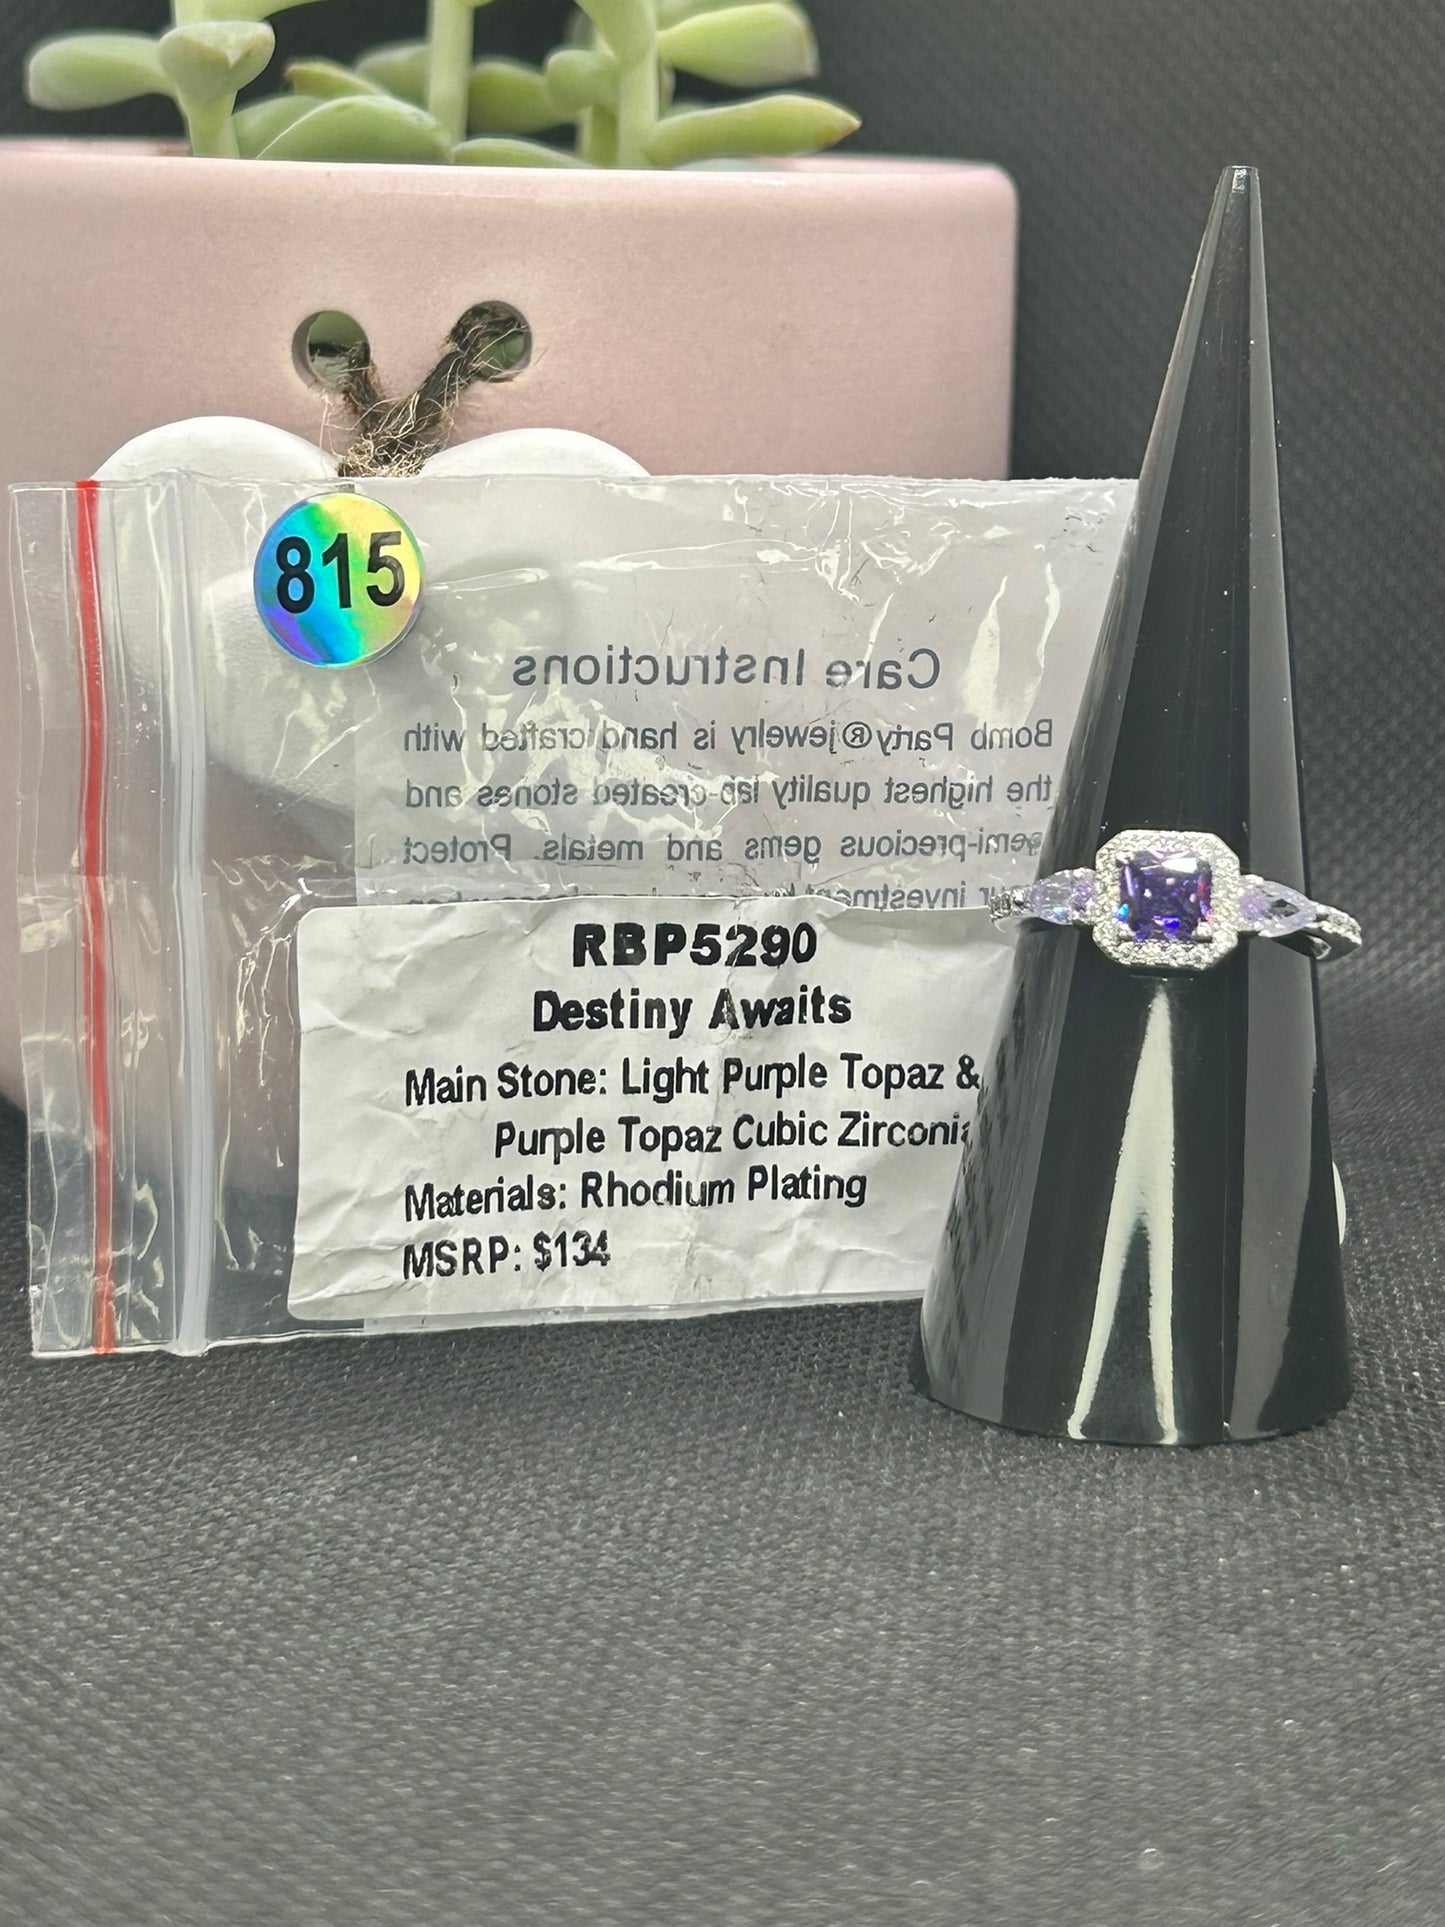 815
Care Instructions
Bomb Party® jewelry is handcrafted with
the highest quality lab-created stones and
semi-precious gems and metals. Protect
investment
RBP5290
Destiny Awaits
Main Stone: Light Purple Topaz &
Purple Topaz Cubic Zirconia
Materials: Rhodium Plating
MSRP: $134